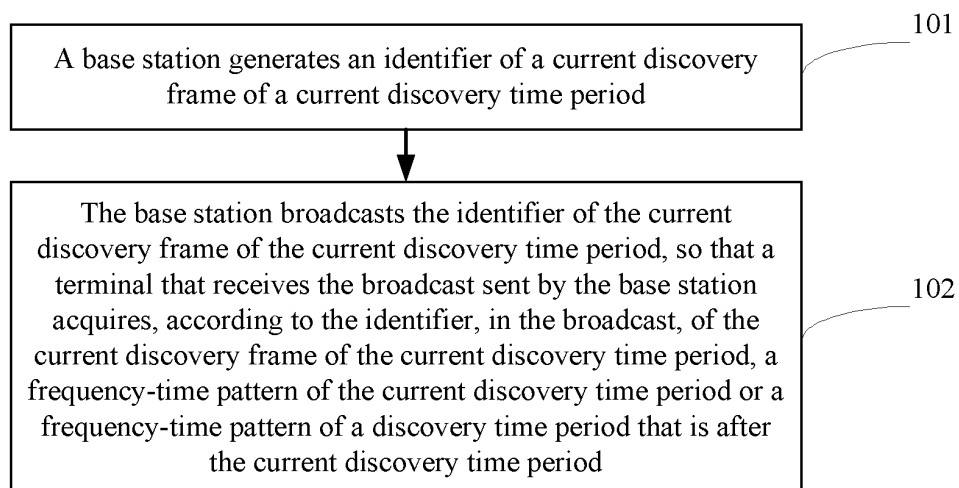 101
A base station generates an identifier of a current discovery
frame of a current discovery time period
The base station broadcasts the identifier of the current
discovery frame of the current discovery time period, so that a
terminal that receives the broadcast sent by the base station
acquires, according to the identifier, in the broadcast, of the
current discovery frame of the current discovery time period, a
frequency-time pattern of the current discovery time period or a
frequency-time pattern of a discovery time period that is after
the current discovery time period
102